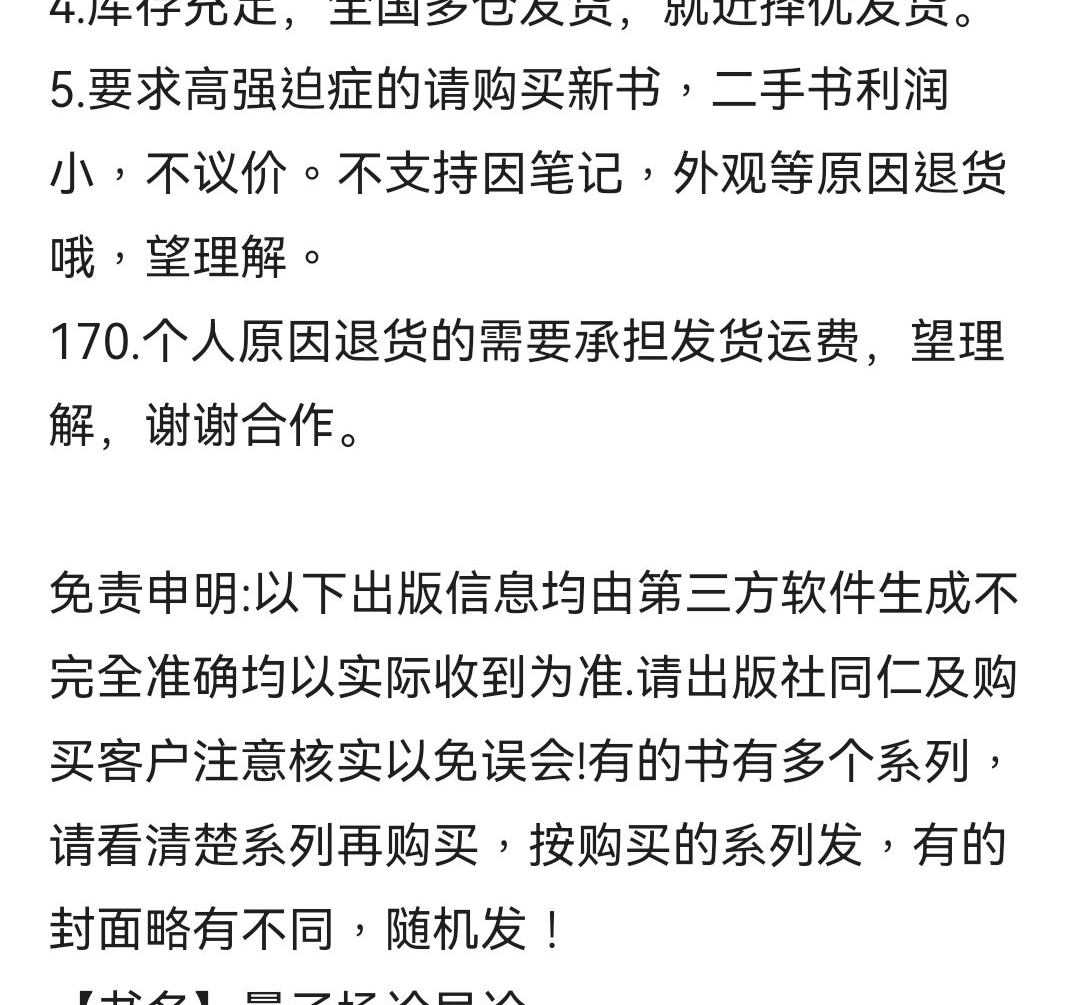 4.库存充足，全国多仓发货，就近择优发货。
5.要求高强迫症的请购买新书，二手书利润
小，不议价。不支持因笔记，外观等原因退货
哦，望理解。
170.个人原因退货的需要承担发货运费，望理
解，谢谢合作。
免责申明:以下出版信息均由第三方软件生成不
完全准确均以实际收到为准.请出版社同仁及购
买客户注意核实以免误会!有的书有多个系列，
请看清楚系列再购买，按购买的系列发，有的
封面略有不同，随机发！
【书名】量子场论导论